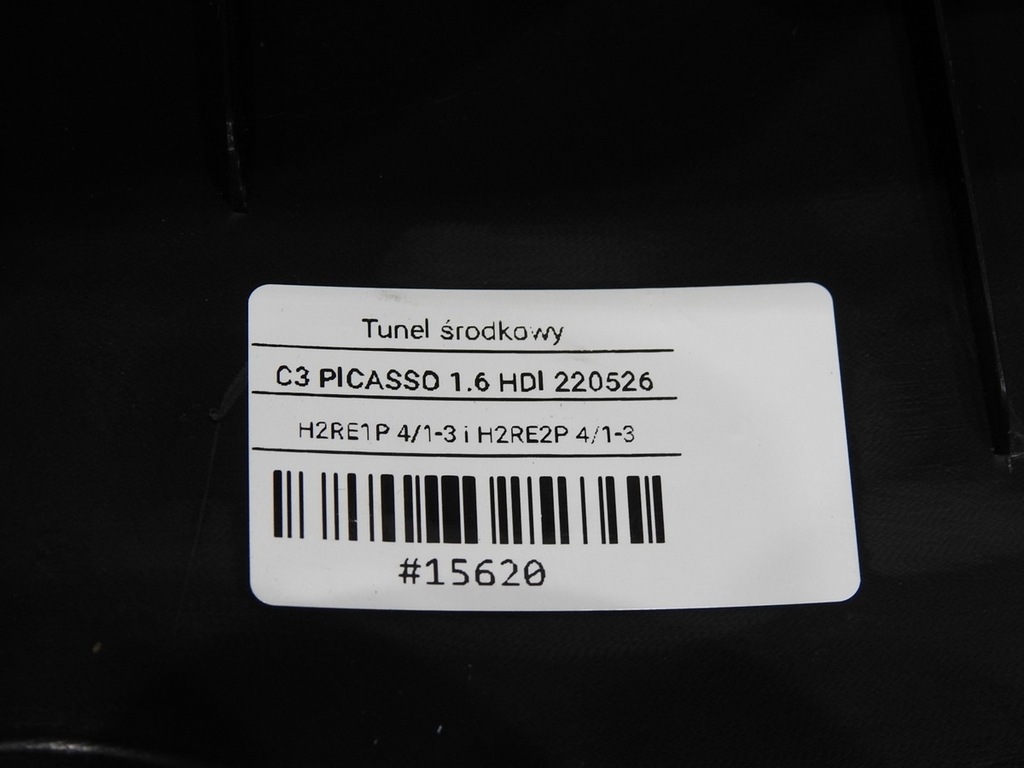 Tunel środkowy
C3 PICASSO 1.6 HDI 220526
H2RE1P 4/1-3 i H2RE2P 4/1-3
#15620